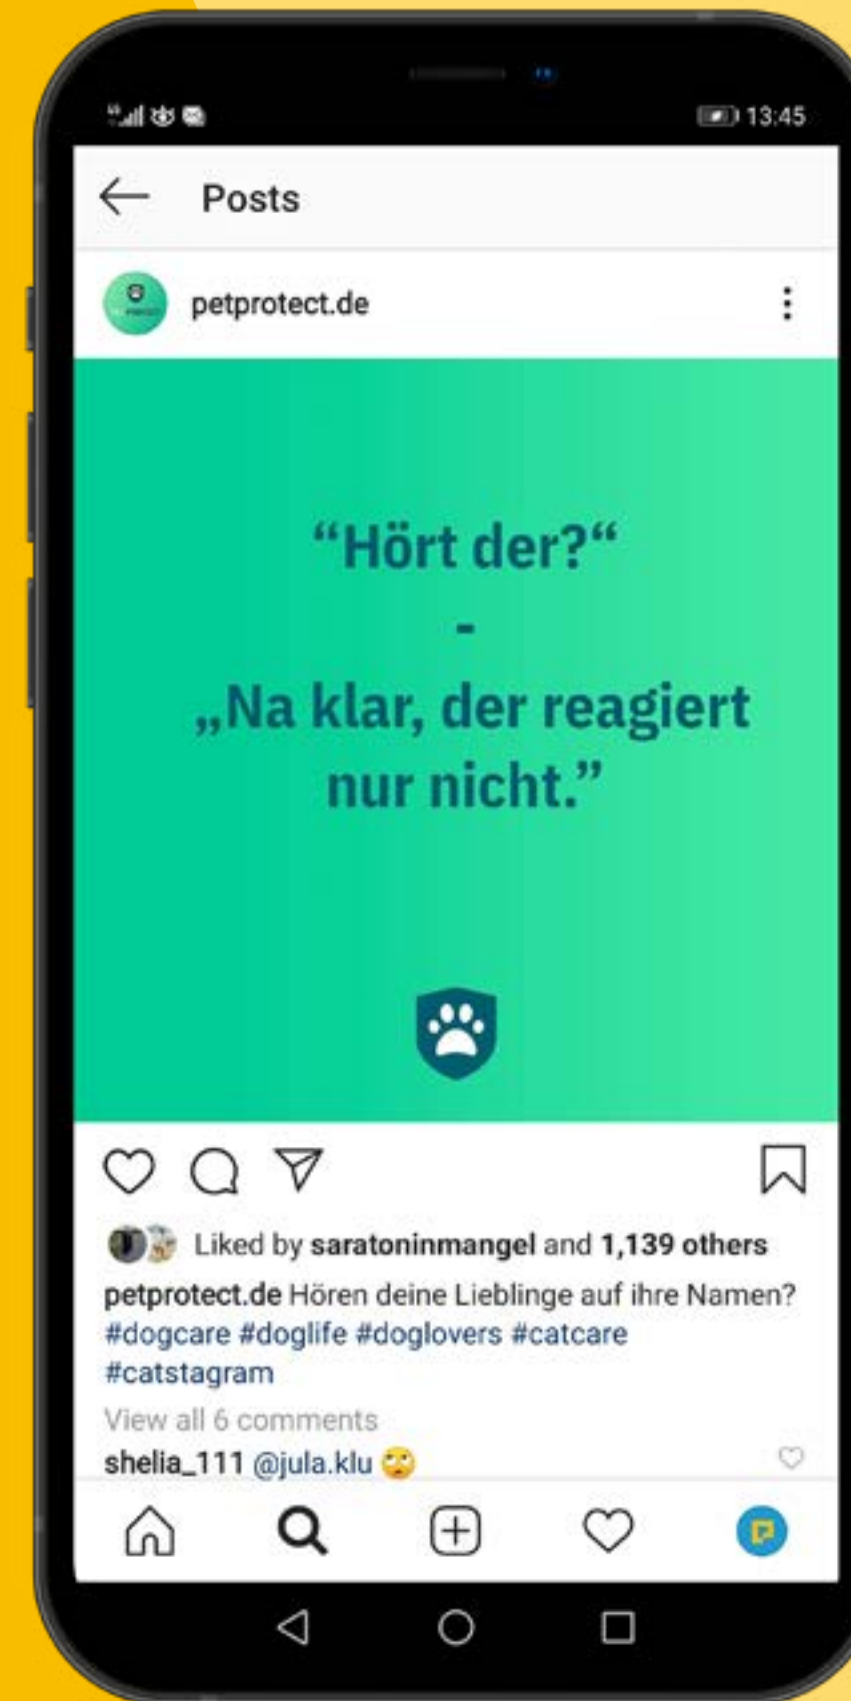 13:45
Posts
petprotect.de
“Hört der?“
-
„Na klar, der reagiert
nur nicht.”
Liked by saratoninmangel and 1,139 others
petprotect.de Hören deine Lieblinge auf ihre Namen?
#dogcare #doglife #doglovers #catcare
#catstagram
View all 6 comments
shelia_111 @jula.klu 🙄